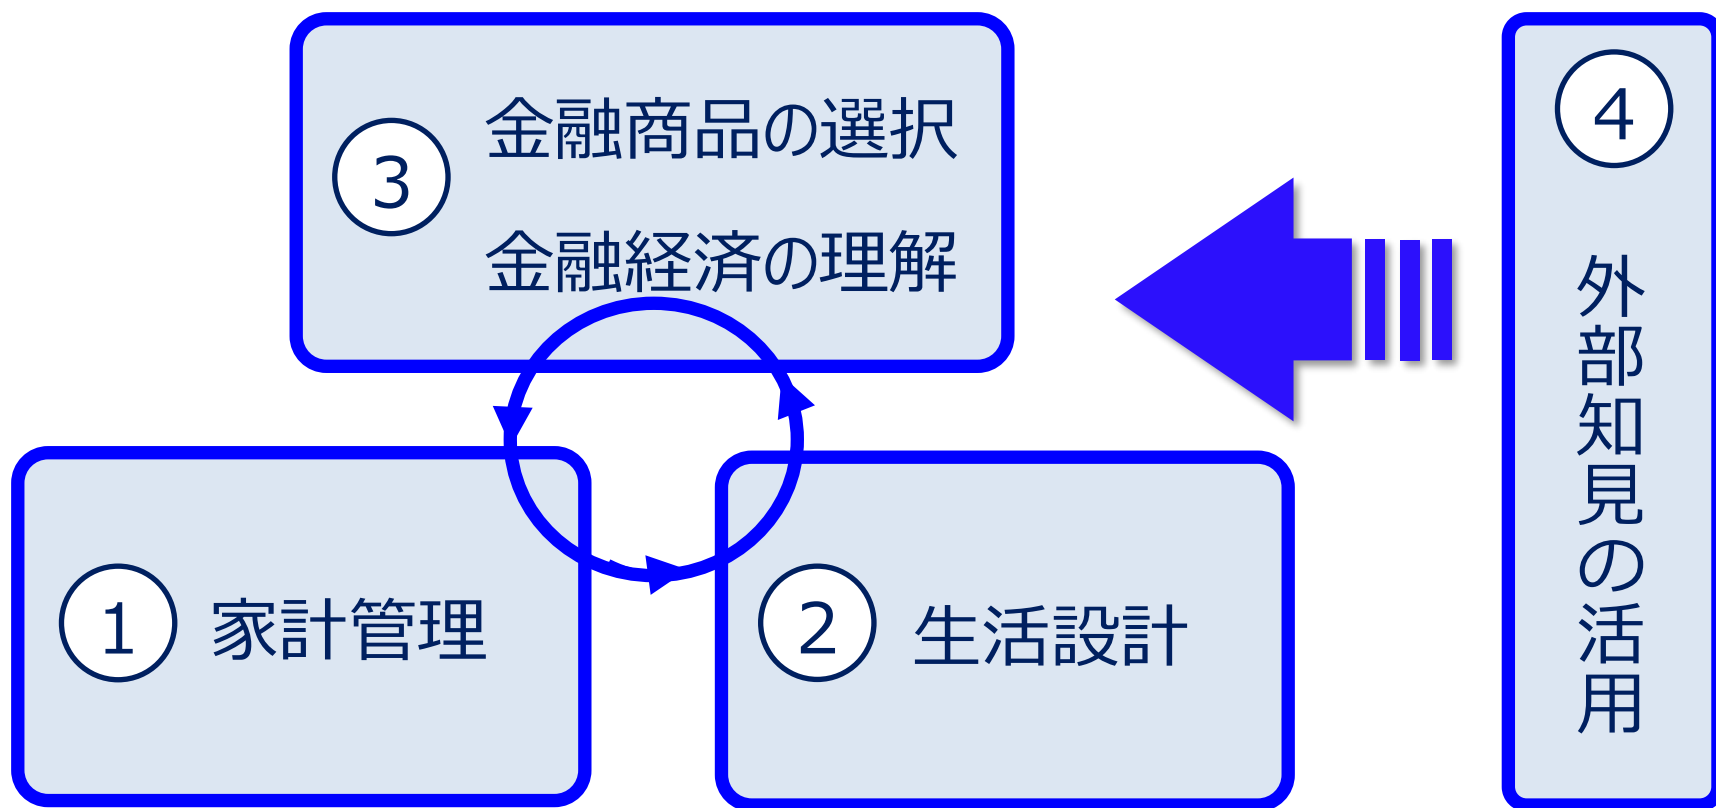 ③ 金融商品の選択
金融経済の理解
① 家計管理
② 生活設計
④ 外部知見の活用